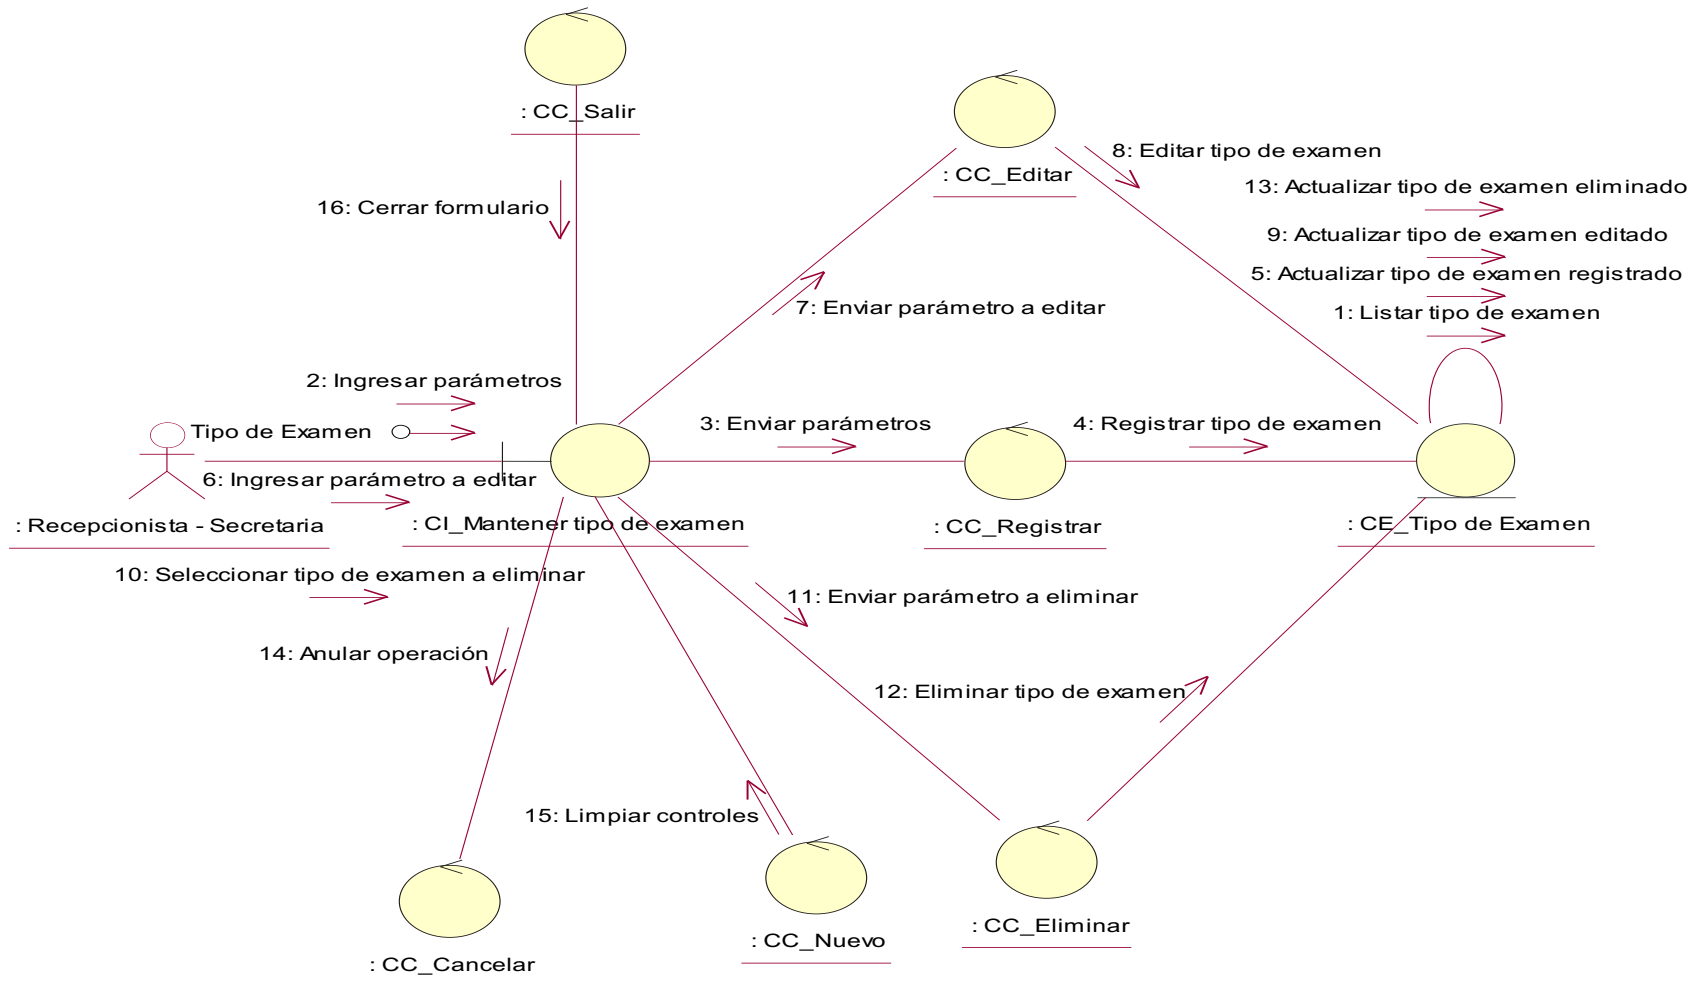 : CC_Salir
8: Editar tipo de examen
: CC_Editar
13: Actualizar tipo de examen eliminado
16: Cerrar formulario
9: Actualizar tipo de examen editado
5: Actualizar tipo de examen registrado
7: Enviar parámetro a editar
1: Listar tipo de examen
2: Ingresar parámetros
3: Enviar parámetros
4: Registrar tipo de examen
Tipo de Examen
6: Ingresar parámetro a editar
: Recepcionista - Secretaria
: CI_Mantener tipo de examen
: CC_Registrar
: CE_Tipo de Examen
10: Seleccionar tipo de examen a eliminar
11: Enviar parámetro a eliminar
14: Anular operación
12: Eliminar tipo de examen
15: Limpiar controles
: CC_Eliminar
: CC_Nuevo
: CC_Cancelar